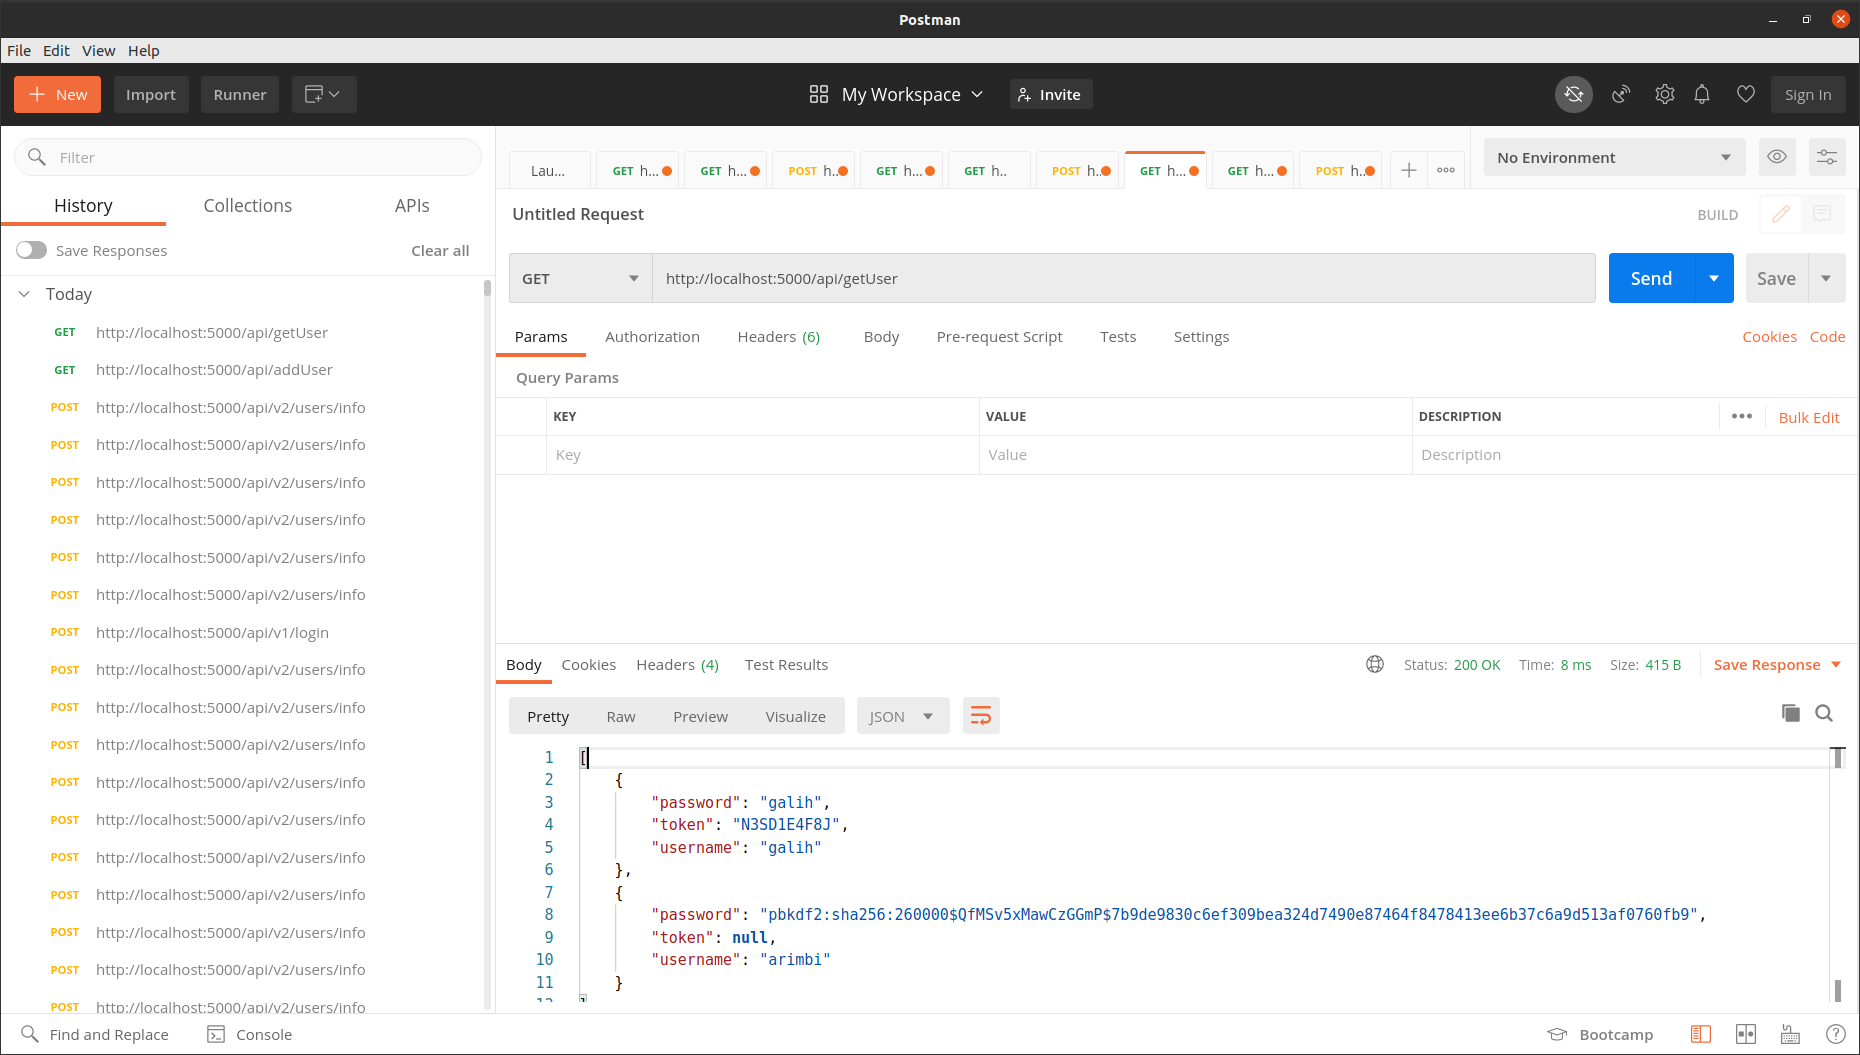 Postman
File Edit View Help
New Import Runner My Workspace Invite Sign In
Filter
History Collections APIs
Save Responses Clear all
Today
GET http://localhost:5000/api/getUser
GET http://localhost:5000/api/addUser
POST http://localhost:5000/api/v2/users/info
POST http://localhost:5000/api/v2/users/info
POST http://localhost:5000/api/v2/users/info
POST http://localhost:5000/api/v2/users/info
POST http://localhost:5000/api/v2/users/info
POST http://localhost:5000/api/v2/users/info
POST http://localhost:5000/api/v1/login
POST http://localhost:5000/api/v2/users/info
POST http://localhost:5000/api/v2/users/info
POST http://localhost:5000/api/v2/users/info
POST http://localhost:5000/api/v2/users/info
POST http://localhost:5000/api/v2/users/info
POST http://localhost:5000/api/v2/users/info
POST http://localhost:5000/api/v2/users/info
POST http://localhost:5000/api/v2/users/info
POST http://localhost:5000/api/v2/users/info
POST http://localhost:5000/api/v2/users/info
Lau... GET h... GET h... POST h.. GET h... GET h.. POST h.. GET h... GET h... POST h.. No Environment
Untitled Request BUILD
GET http://localhost:5000/api/getUser Send Save
Params Authorization Headers (6) Body Pre-request Script Tests Settings Cookies Code
Query Params
KEY VALUE DESCRIPTION Bulk Edit
Key Value Description
Body Cookies Headers (4) Test Results Status: 200 OK Time: 8 ms Size: 415 B Save Response
Pretty Raw Preview Visualize JSON
1 [
2 {
3 "password": "galih",
4 "token": "N3SD1E4F8J",
5 "username": "galih"
6 },
7 {
8 "password": "pbkdf2:sha256:260000$QfMSv5xMawCzGGmP$7b9de9830c6ef309bea324d7490e87464f8478413ee6b37c6a9d513af0760fb9",
9 "token": null,
10 "username": "arimbi"
11 }
12 ]
Find and Replace Console Bootcamp